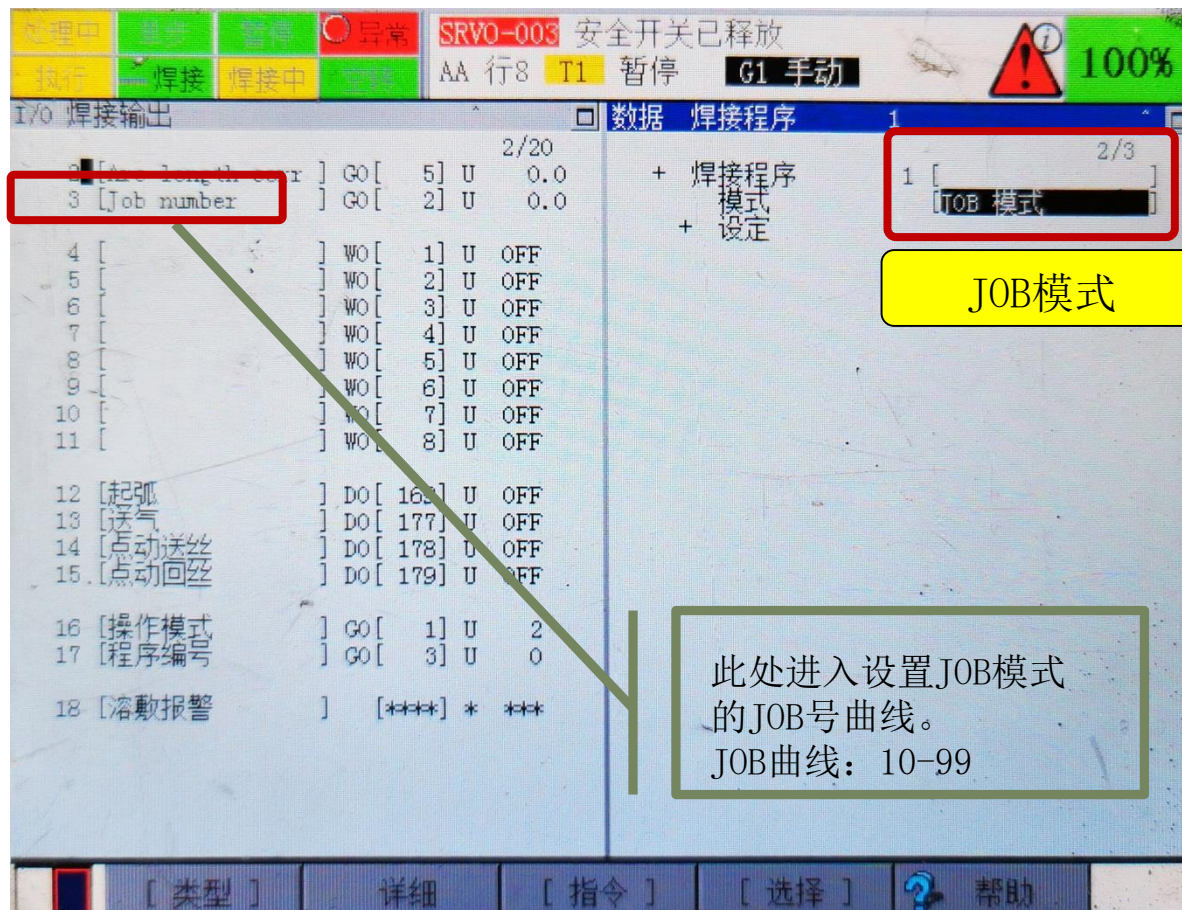 处理中 单步 暂停 异常 SRVO-003 安全开关已释放
执行 焊接 焊接中 空转 AA 行8 T1 暂停 G1 手动 100%
I/O 焊接输出
2/20
2 [Arc length corr ] GO[ 5] U 0.0
3 [Job number ] GO[ 2] U 0.0
4 [ ] WO[ 1] U OFF
5 [ ] WO[ 2] U OFF
6 [ ] WO[ 3] U OFF
7 [ ] WO[ 4] U OFF
8 [ ] WO[ 5] U OFF
9 [ ] WO[ 6] U OFF
10 [ ] WO[ 7] U OFF
11 [ ] WO[ 8] U OFF
12 [起弧 ] DO[ ] U OFF
13 [送气 ] DO[ 177] U OFF
14 [点动送丝 ] DO[ 178] U OFF
15 [点动回丝 ] DO[ 179] U OFF
16 [操作模式 ] GO[ 1] U 2
17 [程序编号 ] GO[ 3] U 0
18 [溶敷报警 ] [****] * ***
数据 焊接程序 1
2/3
+ 焊接程序 1 [ ]
模式 [JOB 模式 ]
+ 设定
JOB模式
此处进入设置JOB模式
的JOB号曲线。
JOB曲线：10-99
[ 类型 ] 详细 [ 指令 ] [ 选择 ] 帮助